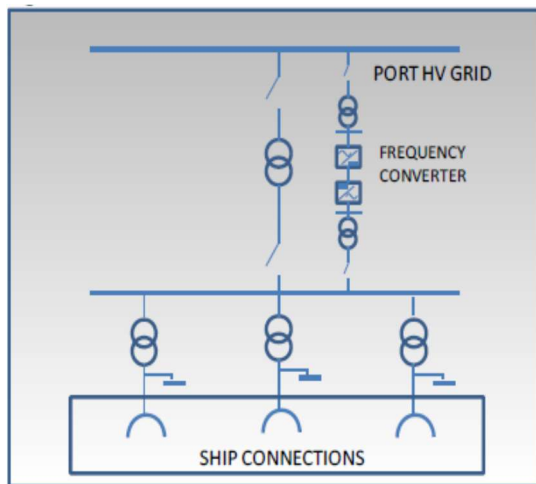 PORT HV GRID
FREQUENCY
CONVERTER
SHIP CONNECTIONS